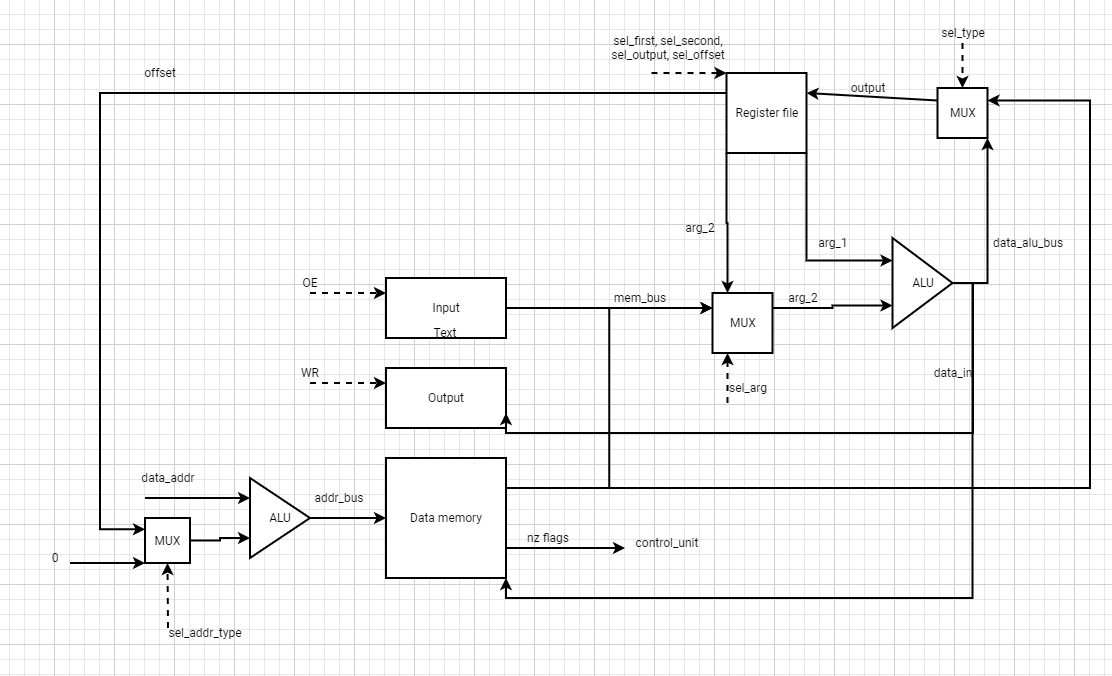 sel_type
sel_first, sel_second,
sel_output, sel_offset
offset
output
Register file
MUX
arg_2
arg_1
data_alu_bus
OE
ALU
Input
mem_bus
arg_2
MUX
Text
WR
data_in
sel_arg
Output
data_addr
addr_bus
ALU
Data memory
MUX
nz flags
control_unit
0
sel_addr_type